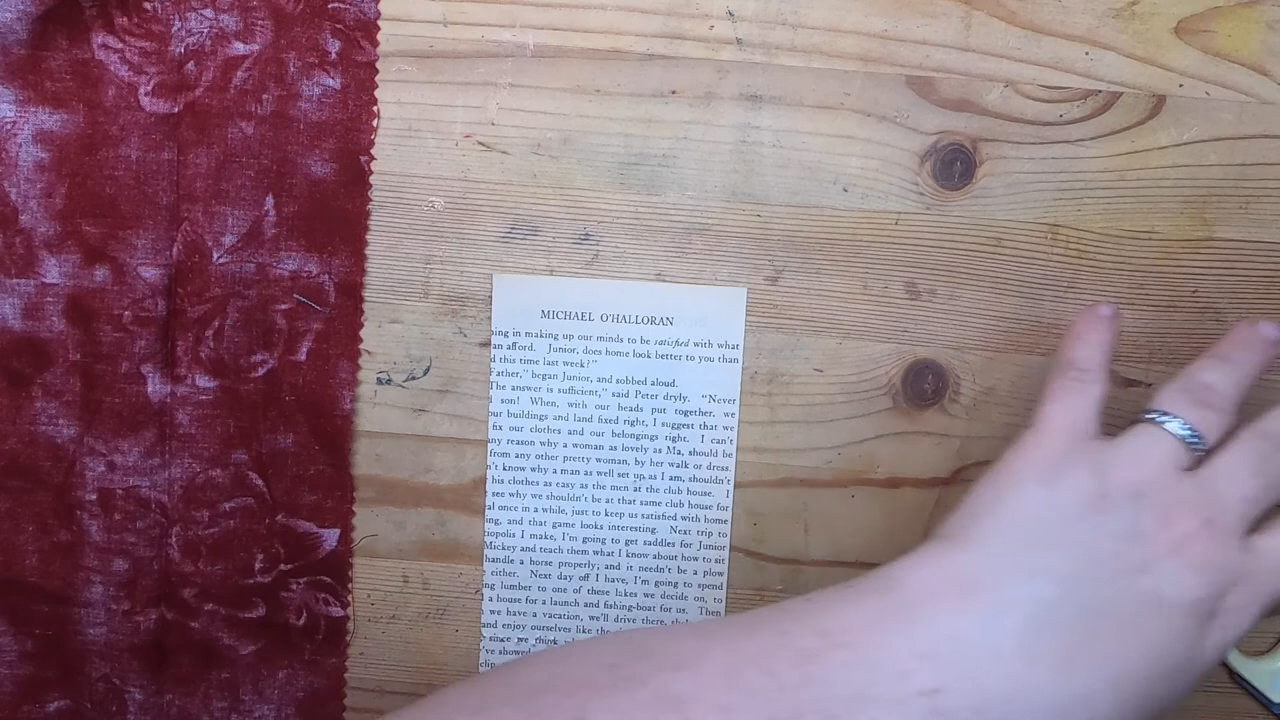 MICHAEL O'HALLORAN
ing in making up our minds to be satisfied with what
an afford. Junior, does home look better to you than
d this time last week?"
Father," began Junior, and sobbed aloud.
The answer is sufficient," said Peter dryly. "Never
son! When, with our heads put together, we
ur buildings and land fixed right, I suggest that we
fix our clothes and our belongings right. I can't
any reason why a woman as lovely as Ma, should be
from any other pretty woman, by her walk or dress.
n't know why a man as well set up as I am, shouldn't
his clothes as easy as the men at the club house. I
see why we shouldn't be at that same club house for
al once in a while, just to keep us satisfied with home
ing, and that game looks interesting. Next trip to
iopolis I make, I'm going to get saddles for Junior
Mickey and teach them what I know about how to sit
handle a horse properly; and it needn't be a plow
either. Next day off I have, I'm going to spend
ng lumber to one of these lakes we decide on, to
a house for a launch and fishing-boat for us. Then
we have a vacation, we'll drive there,
and enjoy ourselves like the
since we think
've showed
clip